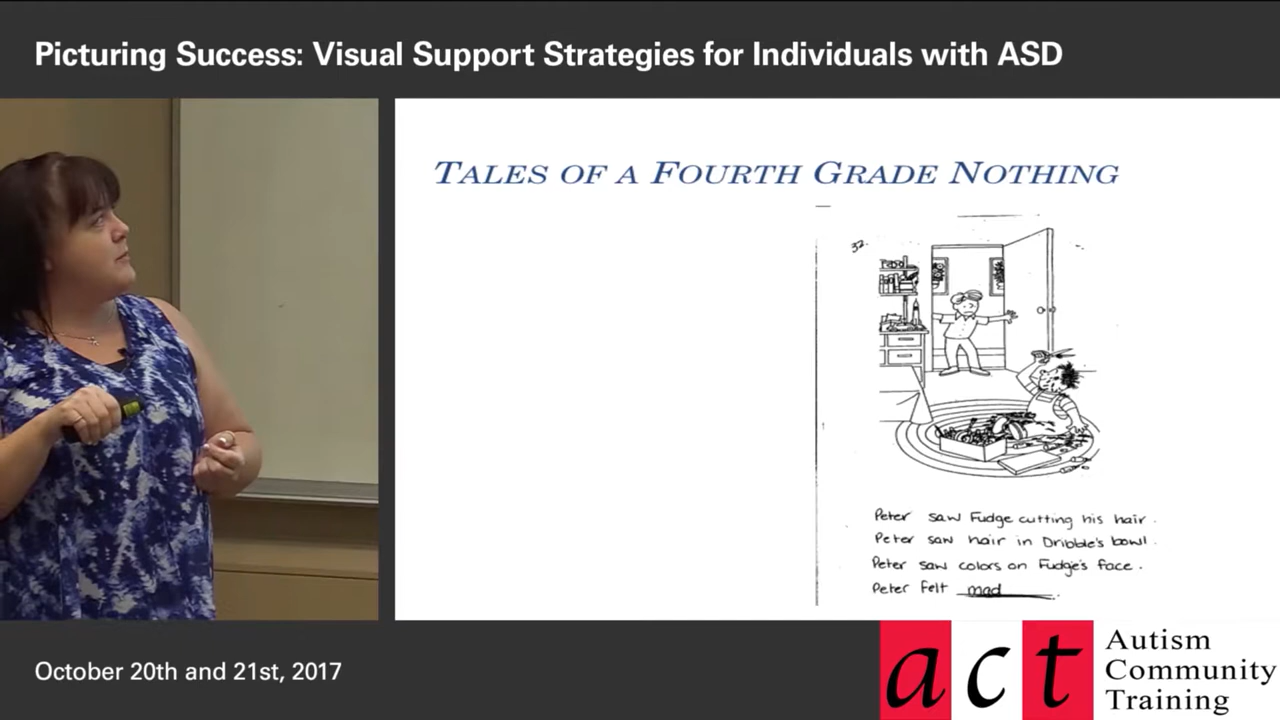 Picturing Success: Visual Support Strategies for Individuals with ASD
TALES OF A FOURTH GRADE NOTHING
32.
Peter saw Fudge cutting his hair.
Peter saw hair in Dribble's bowl.
Peter saw colors on Fudge's face.
Peter felt mad.
October 20th and 21st, 2017
act
Autism
Community
Training